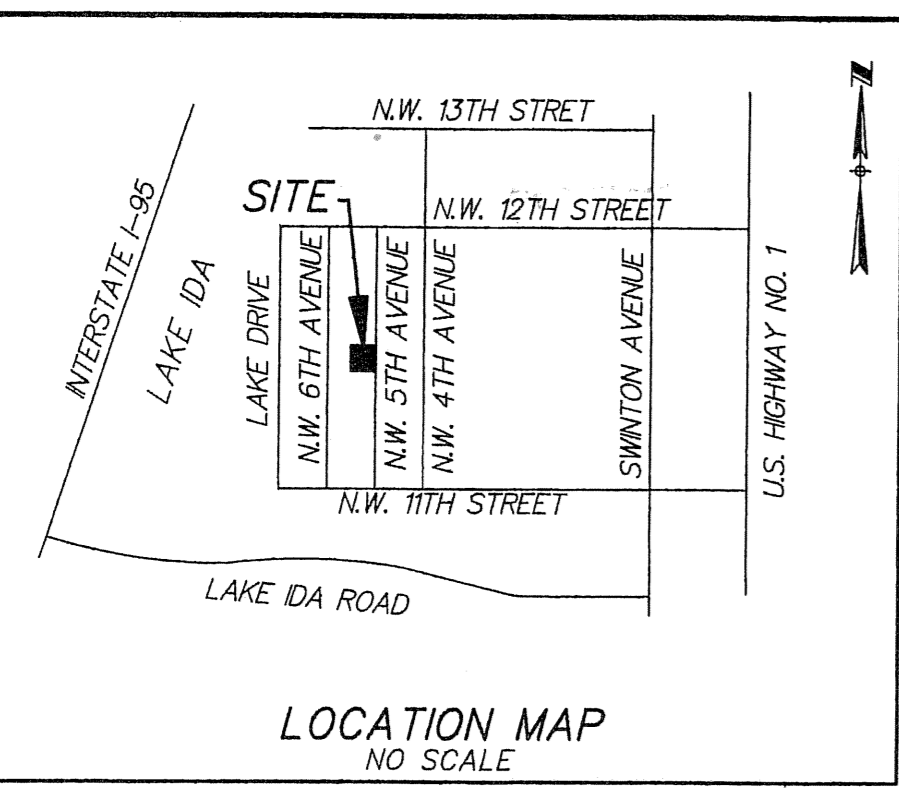 N
N.W. 13TH STRET
SITE
N.W. 12TH STREET
INTERSTATE I-95
LAKE IDA
LAKE DRIVE
N.W. 6TH AVENUE
N.W. 5TH AVENUE
N.W. 4TH AVENUE
SWINTON AVENUE
U.S. HIGHWAY NO. 1
N.W. 11TH STREET
LAKE IDA ROAD
LOCATION MAP
NO SCALE